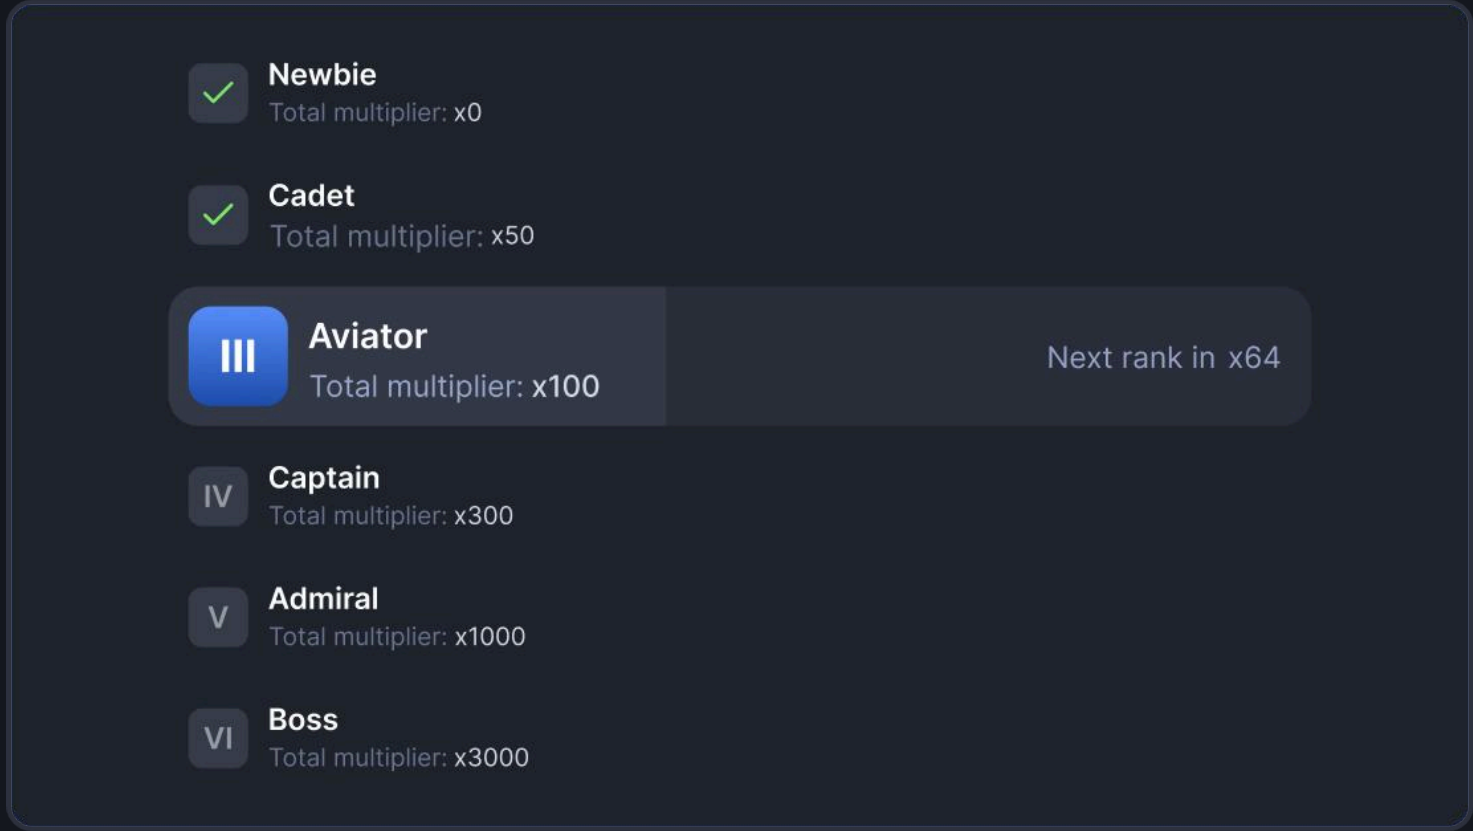 Newbie
Total multiplier: x0
Cadet
Total multiplier: x50
III
Aviator
Total multiplier: x100
Next rank in x64
IV
Captain
Total multiplier: x300
V
Admiral
Total multiplier: x1000
VI
Boss
Total multiplier: x3000